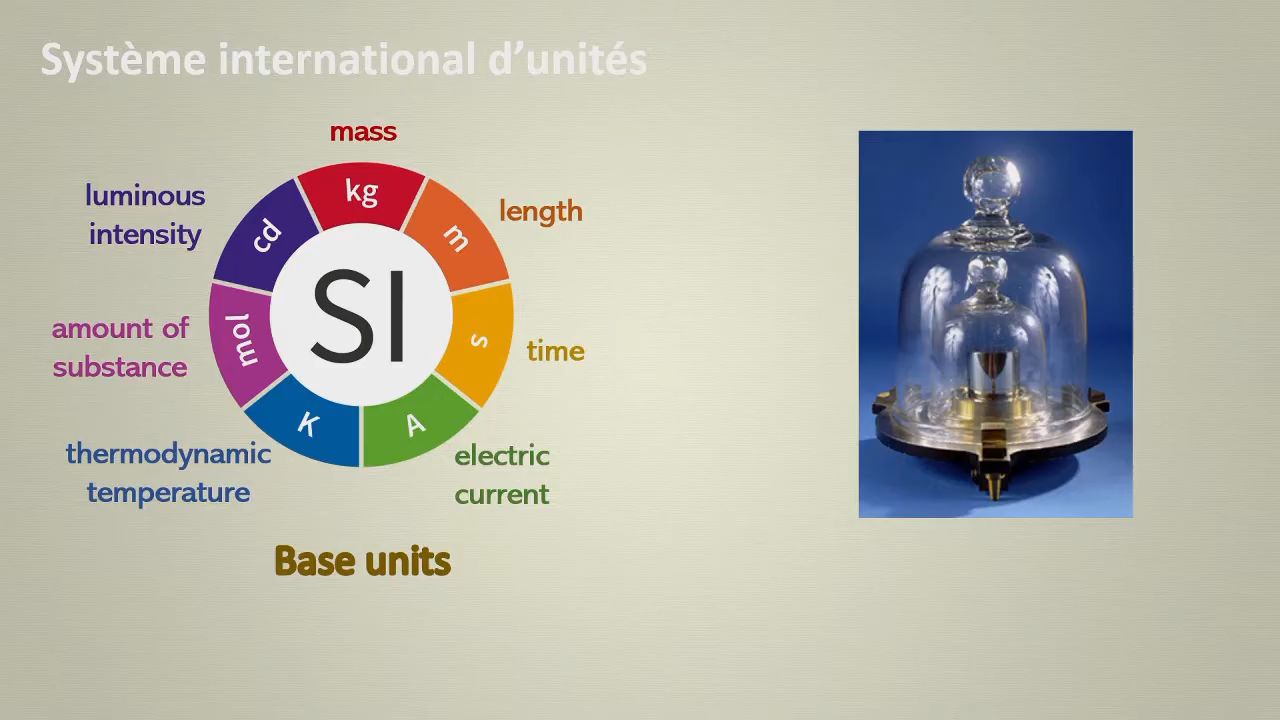 Système international d'unités
mass
luminous
intensity
length
amount of
substance
time
thermodynamic
temperature
electric
current
kg
m
s
A
K
mol
cd
SI
Base units